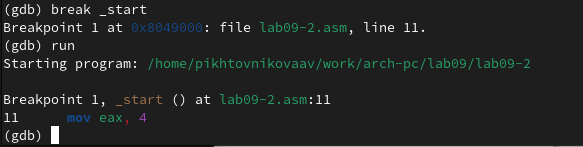 (gdb) break _start
Breakpoint 1 at 0x8049000: file lab09-2.asm, line 11.
(gdb) run
Starting program: /home/pikhtovnikovaav/work/arch-pc/lab09/lab09-2
Breakpoint 1, _start () at lab09-2.asm:11
11 mov eax, 4
(gdb)